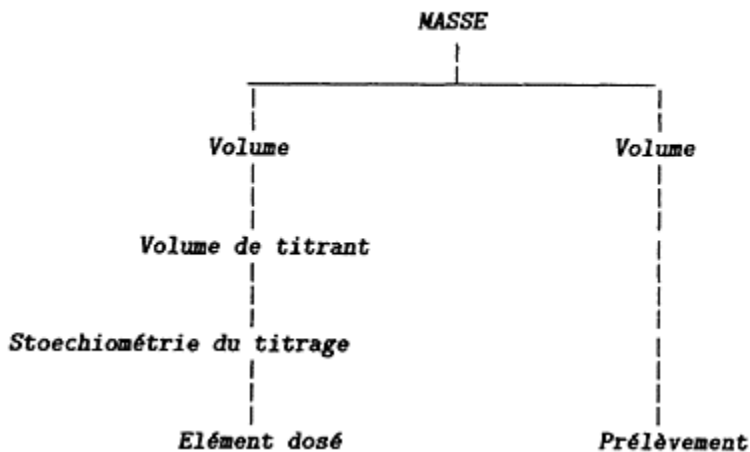 MASSE
Volume Volume
Volume de titrant
Stoechiométrie du titrage
Elément dosé Prélèvement